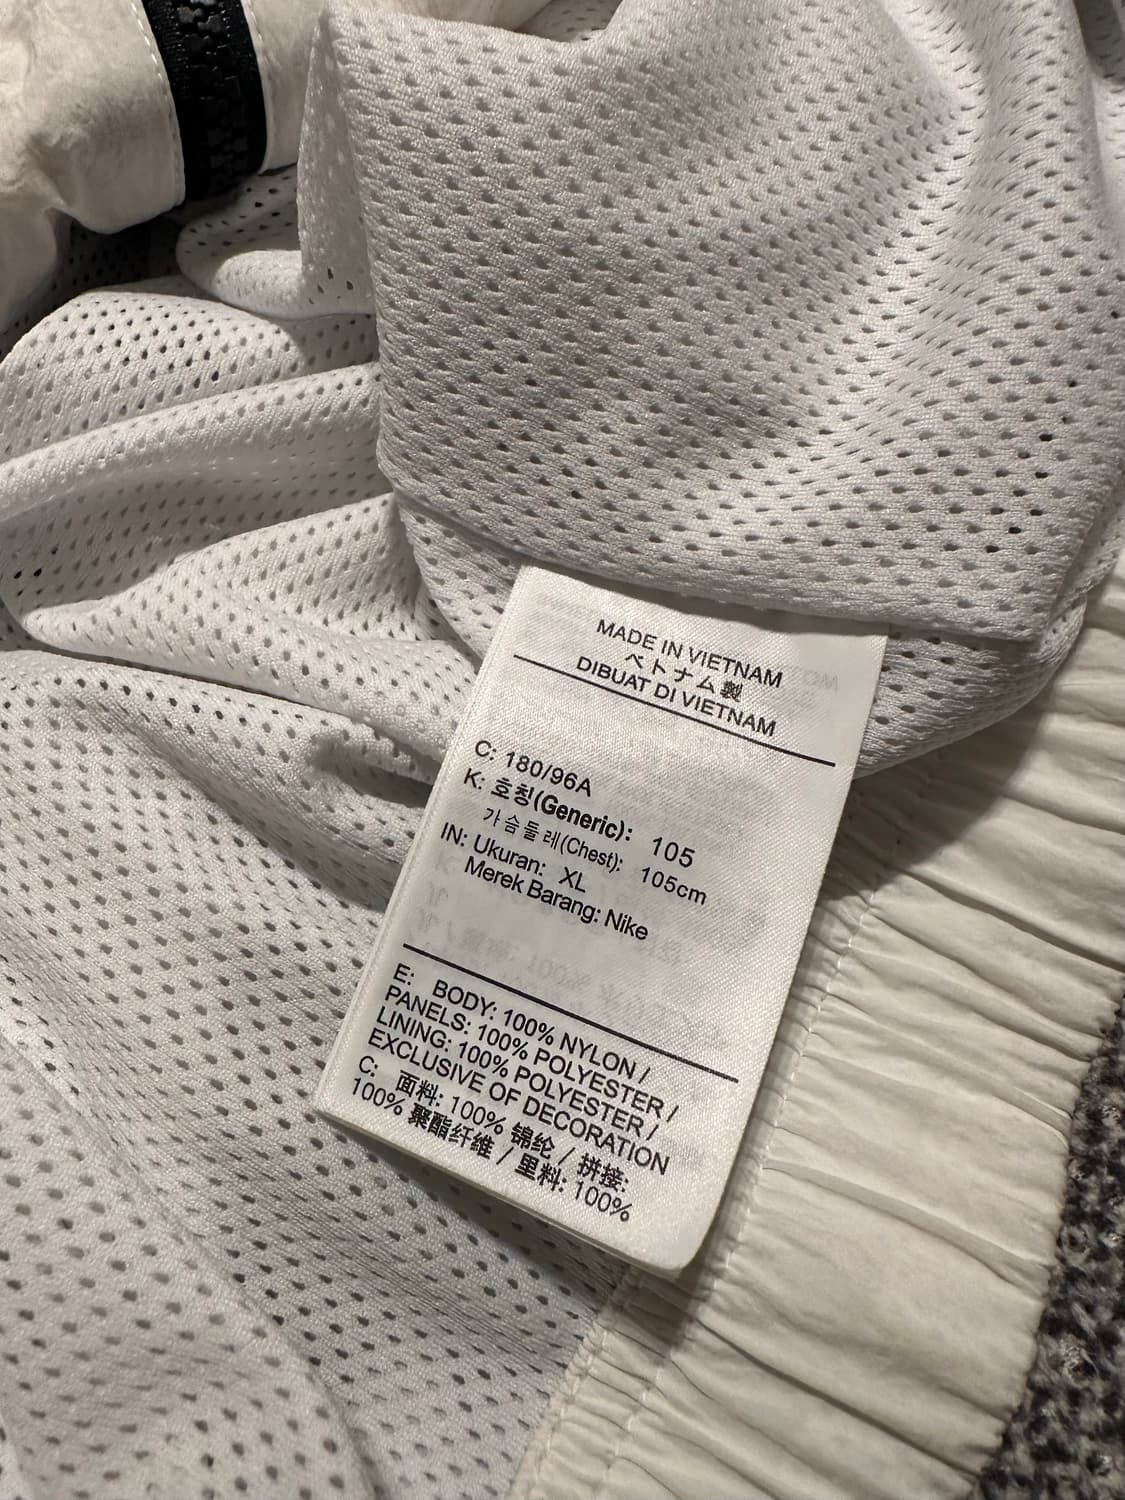 MADE IN VIETNAM
ベトナム製
DIBUAT DI VIETNAM
C: 180/96A
K: 호칭(Generic): 105
가슴둘레(Chest): 105cm
IN: Ukuran: XL
Merek Barang: Nike
E: BODY: 100% NYLON /
PANELS: 100% POLYESTER /
LINING: 100% POLYESTER /
EXCLUSIVE OF DECORATION
C: 面料: 100% 锦纶 / 拼接:
100% 聚酯纤维 / 里料: 100%